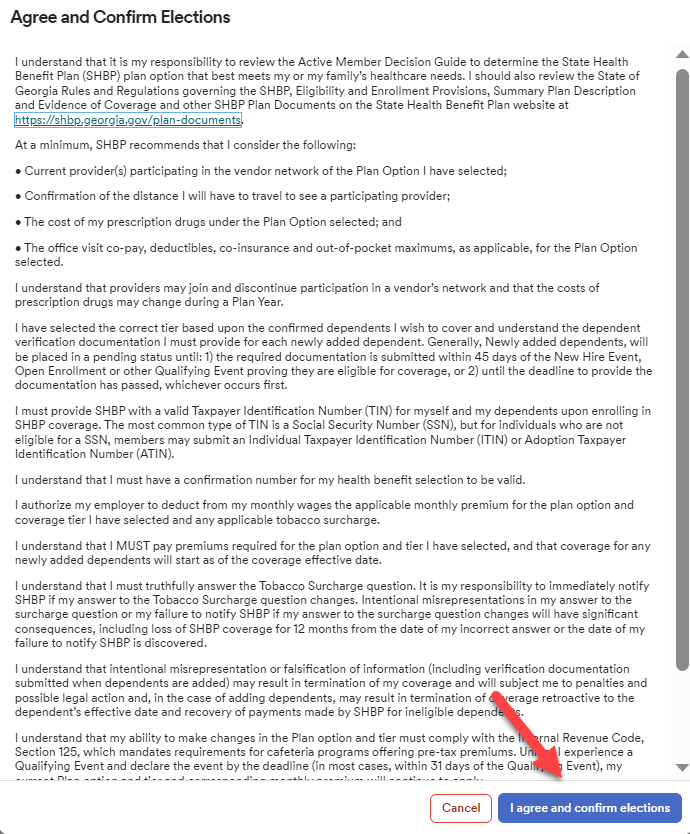 Agree and Confirm Elections
I understand that it is my responsibility to review the Active Member Decision Guide to determine the State Health
Benefit Plan (SHBP) plan option that best meets my or my family's healthcare needs. I should also review the State of
Georgia Rules and Regulations governing the SHBP, Eligibility and Enrollment Provisions, Summary Plan Description
and Evidence of Coverage and other SHBP Plan Documents on the State Health Benefit Plan website at
https://shbp.georgia.gov/plan-documents.
At a minimum, SHBP recommends that I consider the following:
• Current provider(s) participating in the vendor network of the Plan Option I have selected;
• Confirmation of the distance I will have to travel to see a participating provider;
• The cost of my prescription drugs under the Plan Option selected; and
• The office visit co-pay, deductibles, co-insurance and out-of-pocket maximums, as applicable, for the Plan Option
selected.
I understand that providers may join and discontinue participation in a vendor's network and that the costs of
prescription drugs may change during a Plan Year.
I have selected the correct tier based upon the confirmed dependents I wish to cover and understand the dependent
verification documentation I must provide for each newly added dependent. Generally, Newly added dependents, will
be placed in a pending status until: 1) the required documentation is submitted within 45 days of the New Hire Event,
Open Enrollment or other Qualifying Event proving they are eligible for coverage, or 2) until the deadline to provide the
documentation has passed, whichever occurs first.
I must provide SHBP with a valid Taxpayer Identification Number (TIN) for myself and my dependents upon enrolling in
SHBP coverage. The most common type of TIN is a Social Security Number (SSN), but for individuals who are not
eligible for a SSN, members may submit an Individual Taxpayer Identification Number (ITIN) or Adoption Taxpayer
Identification Number (ATIN).
I understand that I must have a confirmation number for my health benefit selection to be valid.
I authorize my employer to deduct from my monthly wages the applicable monthly premium for the plan option and
coverage tier I have selected and any applicable tobacco surcharge.
I understand that I MUST pay premiums required for the plan option and tier I have selected, and that coverage for any
newly added dependents will start as of the coverage effective date.
I understand that I must truthfully answer the Tobacco Surcharge question. It is my responsibility to immediately notify
SHBP if my answer to the Tobacco Surcharge question changes. Intentional misrepresentations in my answer to the
surcharge question or my failure to notify SHBP if my answer to the surcharge question changes will have significant
consequences, including loss of SHBP coverage for 12 months from the date of my incorrect answer or the date of my
failure to notify SHBP is discovered.
I understand that intentional misrepresentation or falsification of information (including verification documentation
submitted when dependents are added) may result in termination of my coverage and will subject me to penalties and
possible legal action and, in the case of adding dependents, may result in termination of coverage retroactive to the
dependent's effective date and recovery of payments made by SHBP for ineligible dependents.
I understand that my ability to make changes in the Plan option and tier must comply with the Internal Revenue Code,
Section 125, which mandates requirements for cafeteria programs offering pre-tax premiums. Unless I experience a
Qualifying Event and declare the event by the deadline (in most cases, within 31 days of the Qualifying Event), my
current Plan option and tier and corresponding monthly premium will continue to apply.
Cancel
I agree and confirm elections